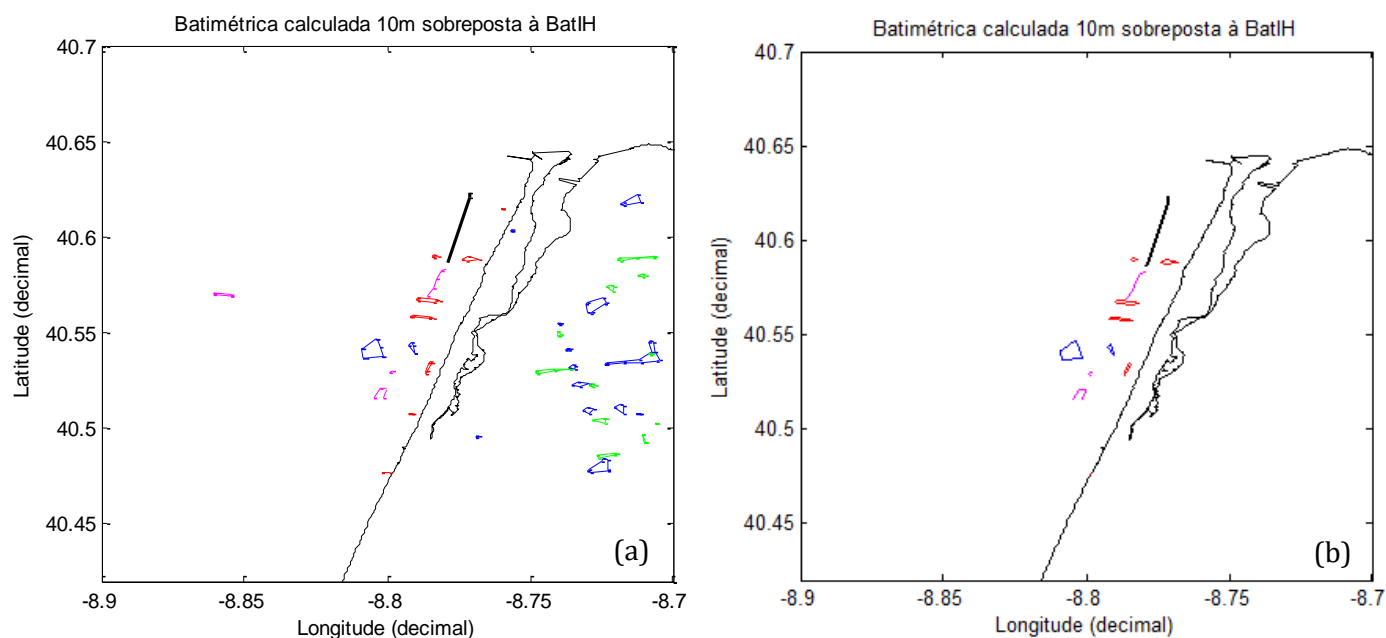 Batimétrica calculada 10m sobreposta à BatIH
40.7
40.65
40.6
40.55
40.5
40.45
Latitude (decimal)
(a)
-8.9
-8.85
-8.8
-8.75
-8.7
Longitude (decimal)
Batimétrica calculada 10m sobreposta à BatIH
40.7
40.65
40.6
40.55
40.5
40.45
Latitude (decimal)
(b)
-8.9
-8.85
-8.8
-8.75
-8.7
Longitude (decimal)